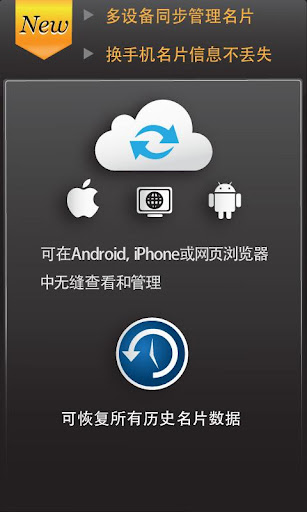 New
多设备同步管理名片
换手机名片信息不丢失
可在Android, iPhone或网页浏览器
中无缝查看和管理
可恢复所有历史名片数据